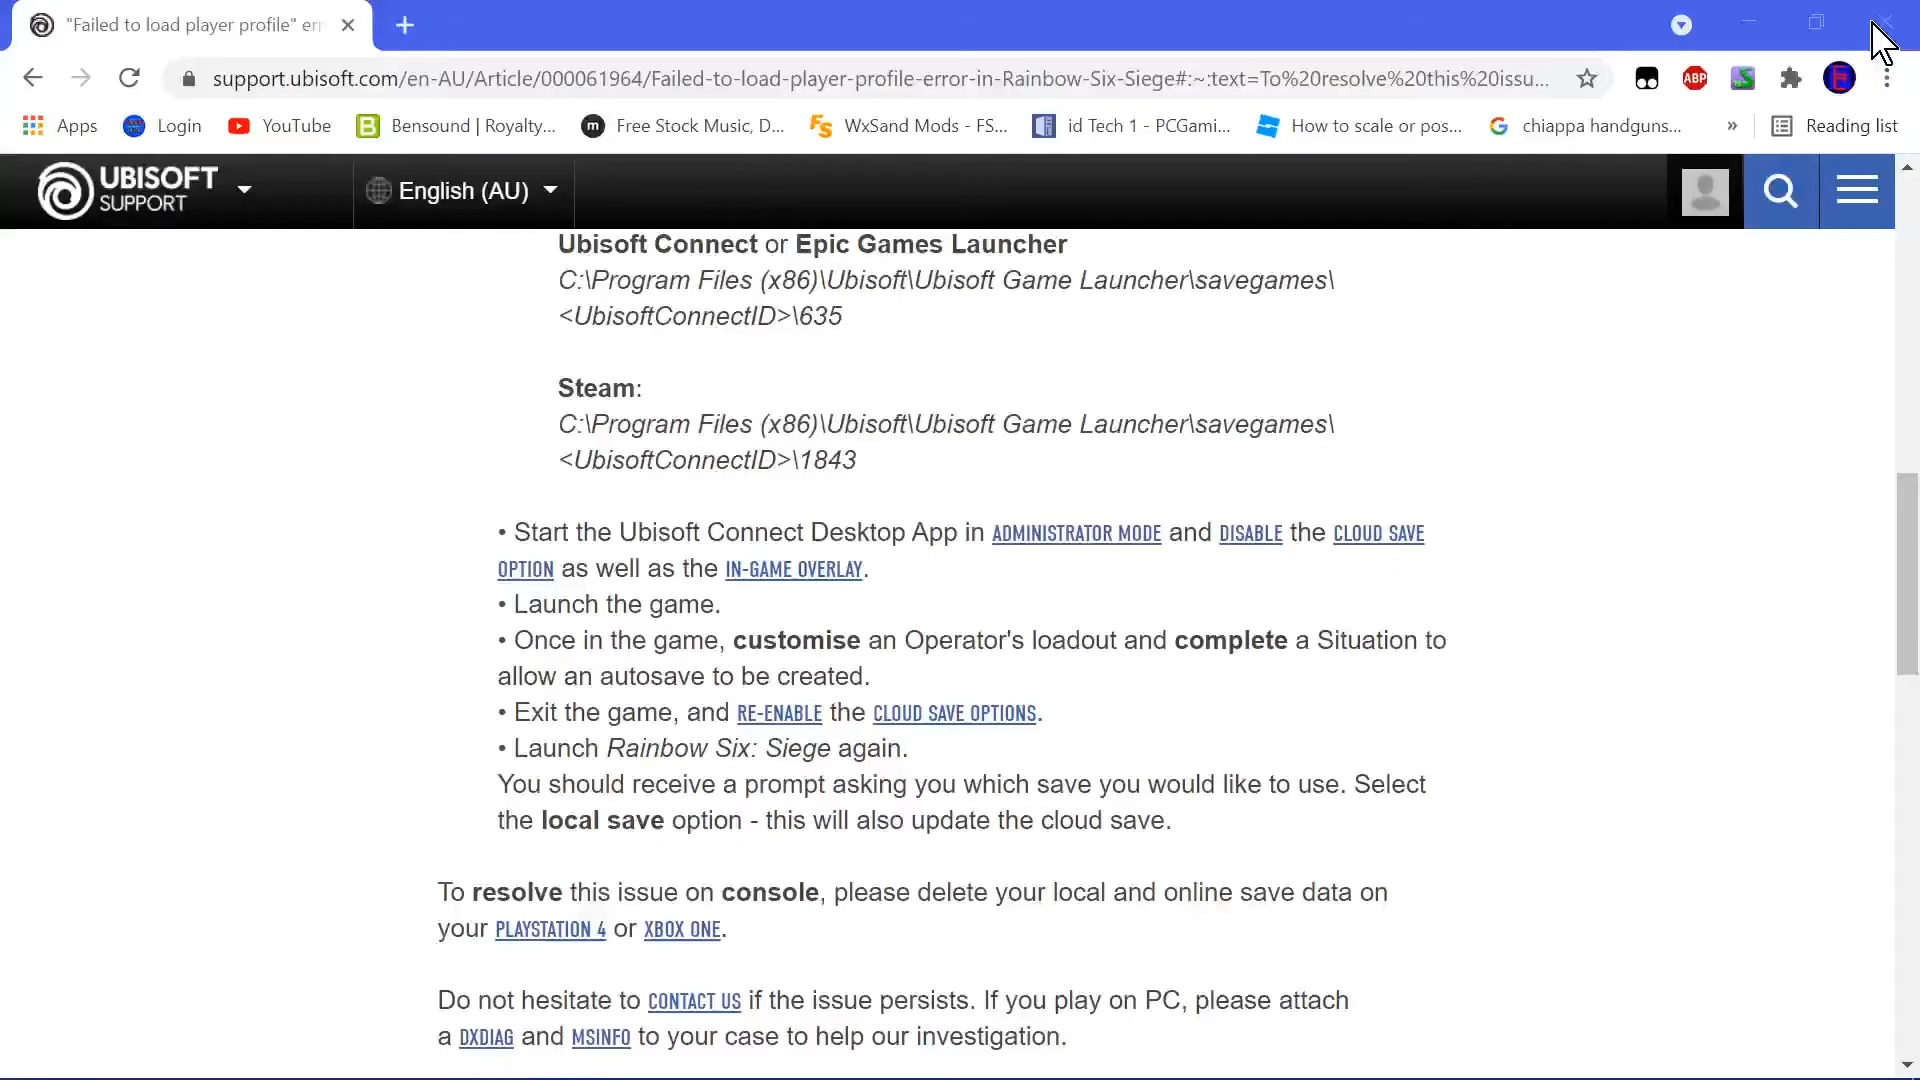 "Failed to load player profile" err
support.ubisoft.com/en-AU/Article/000061964/Failed-to-load-player-profile-error-in-Rainbow-Six-Siege#:~:text=To%20resolve%20this%20issu...
ABP
Apps Login YouTube Bensound | Royalty... Free Stock Music, D... WxSand Mods - FS... id Tech 1 - PCGami... How to scale or pos... chiappa handguns... » Reading list
UBISOFT
SUPPORT
English (AU)
Ubisoft Connect or Epic Games Launcher
C:\Program Files (x86)\Ubisoft\Ubisoft Game Launcher\savegames\
<UbisoftConnectID>\635
Steam:
C:\Program Files (x86)\Ubisoft\Ubisoft Game Launcher\savegames\
<UbisoftConnectID>\1843
• Start the Ubisoft Connect Desktop App in ADMINISTRATOR MODE and DISABLE the CLOUD SAVE
OPTION as well as the IN-GAME OVERLAY.
• Launch the game.
• Once in the game, customise an Operator's loadout and complete a Situation to
allow an autosave to be created.
• Exit the game, and RE-ENABLE the CLOUD SAVE OPTIONS.
• Launch Rainbow Six: Siege again.
You should receive a prompt asking you which save you would like to use. Select
the local save option - this will also update the cloud save.
To resolve this issue on console, please delete your local and online save data on
your PLAYSTATION 4 or XBOX ONE.
Do not hesitate to CONTACT US if the issue persists. If you play on PC, please attach
a DXDIAG and MSINFO to your case to help our investigation.